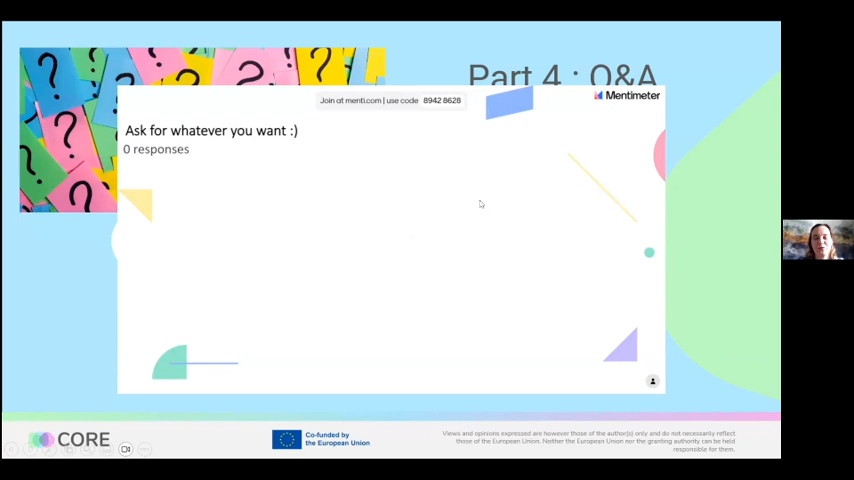 Part 4 : Q&A
Join at menti.com | use code 8942 8628
Mentimeter
Ask for whatever you want :)
0 responses
CORE
Co-funded by
the European Union
Views and opinions expressed are however those of the author(s) only and do not necessarily reflect
those of the European Union. Neither the European Union nor the granting authority can be held
responsible for them.